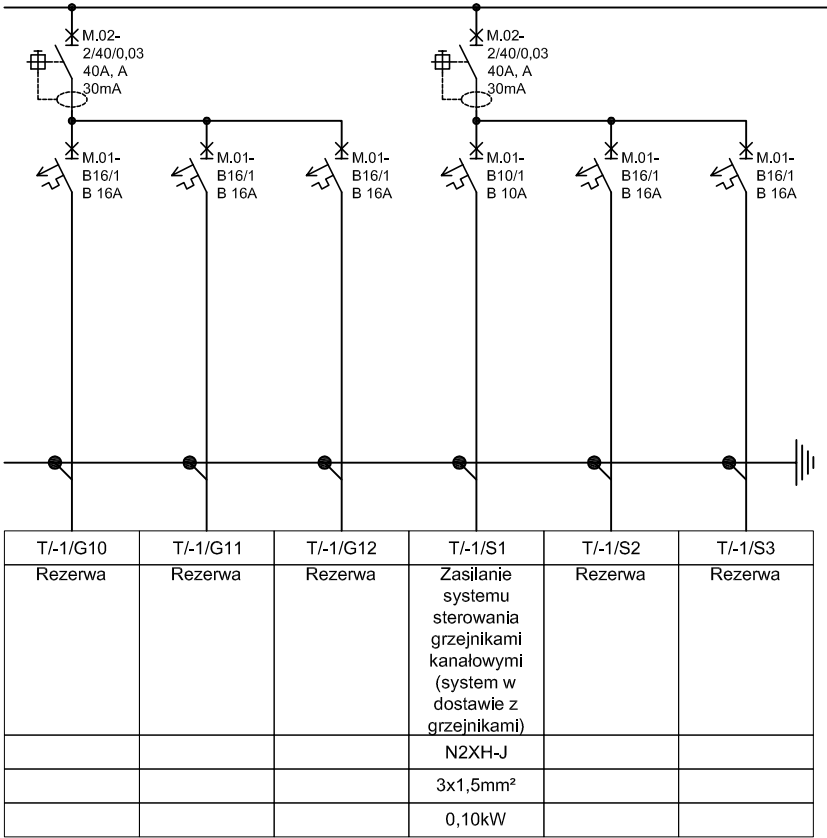 M.02-
2/40/0,03
40A, A
30mA
M.02-
2/40/0,03
40A, A
30mA
M.01-
B16/1
B 16A
M.01-
B16/1
B 16A
M.01-
B16/1
B 16A
M.01-
B10/1
B 10A
M.01-
B16/1
B 16A
M.01-
B16/1
B 16A
T/-1/G10
T/-1/G11
T/-1/G12
T/-1/S1
T/-1/S2
T/-1/S3
Rezerwa
Rezerwa
Rezerwa
Zasilanie
systemu
sterowania
grzejnikami
kanałowymi
(system w
dostawie z
grzejnikami)
Rezerwa
Rezerwa
N2XH-J
3x1,5mm²
0,10kW